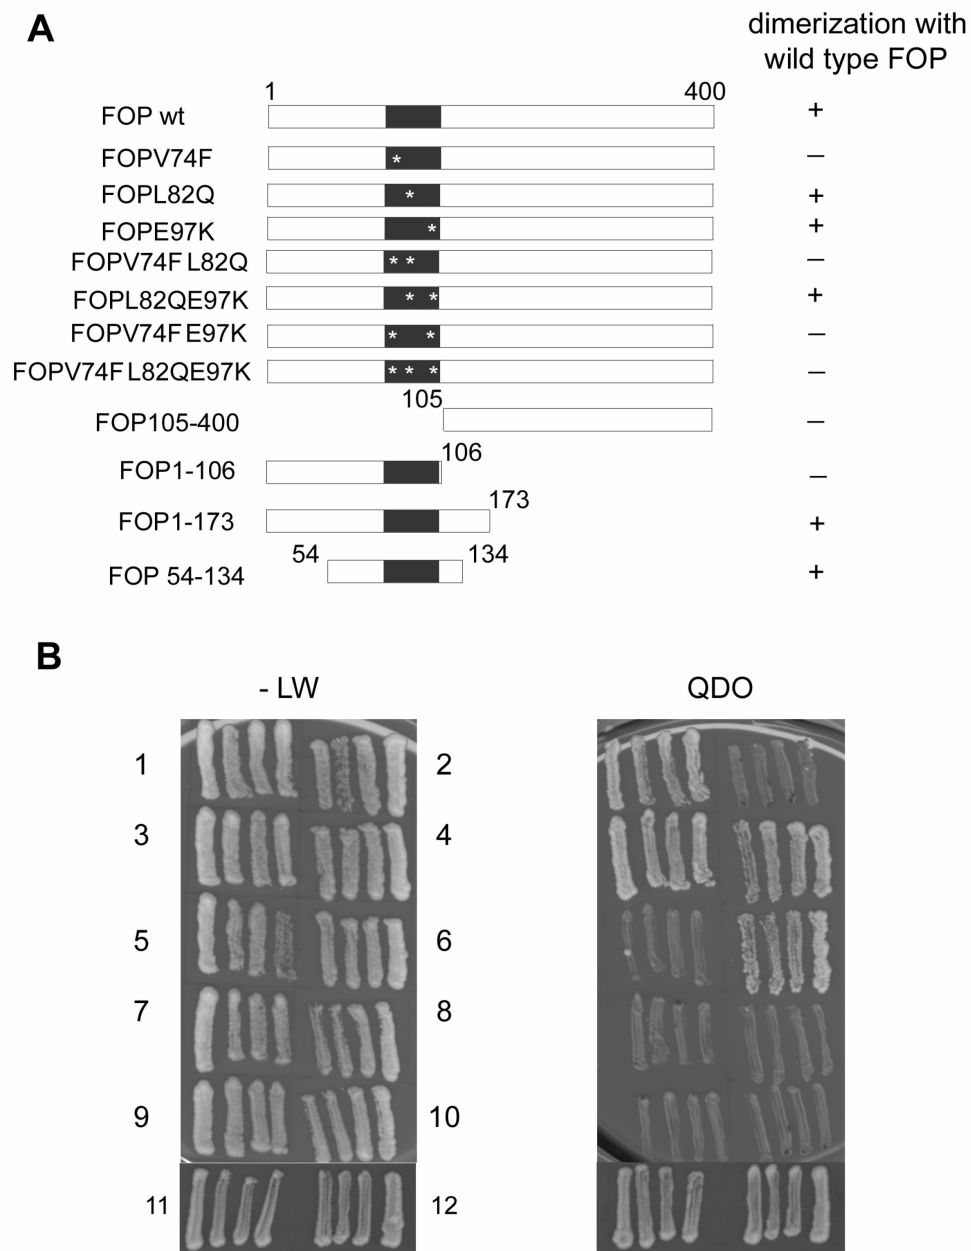 A
dimerization with
wild type FOP
1
400
FOP wt
+
FOPV74F
*
–
FOPL82Q
*
+
FOPE97K
*
+
FOPV74F L82Q
* *
–
FOPL82QE97K
* *
+
FOPV74F E97K
* *
–
FOPV74F L82QE97K
* * *
–
105
FOP105-400
–
106
FOP1-106
–
173
FOP1-173
+
54
134
FOP 54-134
+
B
- LW
QDO
1
2
3
4
5
6
7
8
9
10
11
12